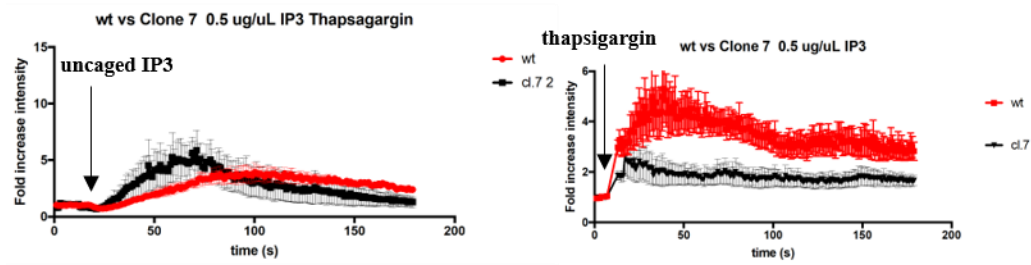 wt vs Clone 7 0.5 ug/uL IP3 Thapsagargin
15
10
5
0
Fold increase intensity
uncaged IP3
wt
cl.7 2
0 50 100 150 200
time (s)
thapsigargin
wt vs Clone 7 0.5 ug/uL IP3
6
4
2
0
Fold increase intensity
wt
cl.7
0 50 100 150 200
time (s)